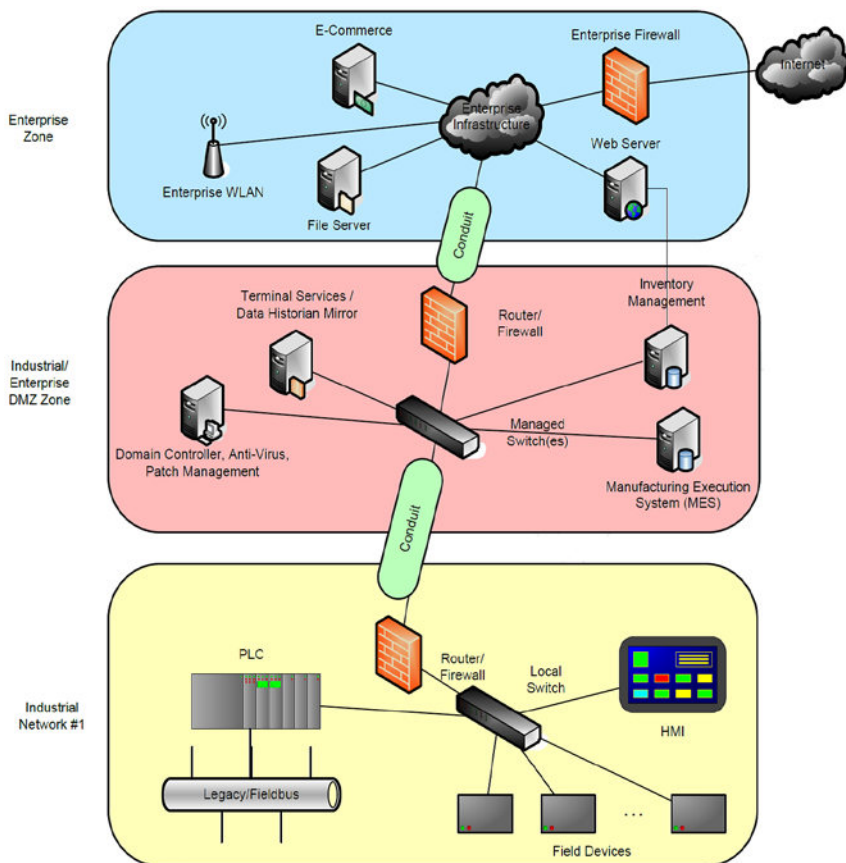 E-Commerce
Enterprise Firewall
Internet
Enterprise
Infrastructure
Enterprise
Zone
Web Server
Enterprise WLAN
File Server
Conduit
Terminal Services /
Data Historian Mirror
Router/
Firewall
Inventory
Management
Industrial/
Enterprise
DMZ Zone
Managed
Switch(es)
Domain Controller, Anti-Virus,
Patch Management
Manufacturing Execution
System (MES)
Conduit
PLC
Router/
Firewall
Local
Switch
HMI
Industrial
Network #1
Legacy/Fieldbus
...
Field Devices